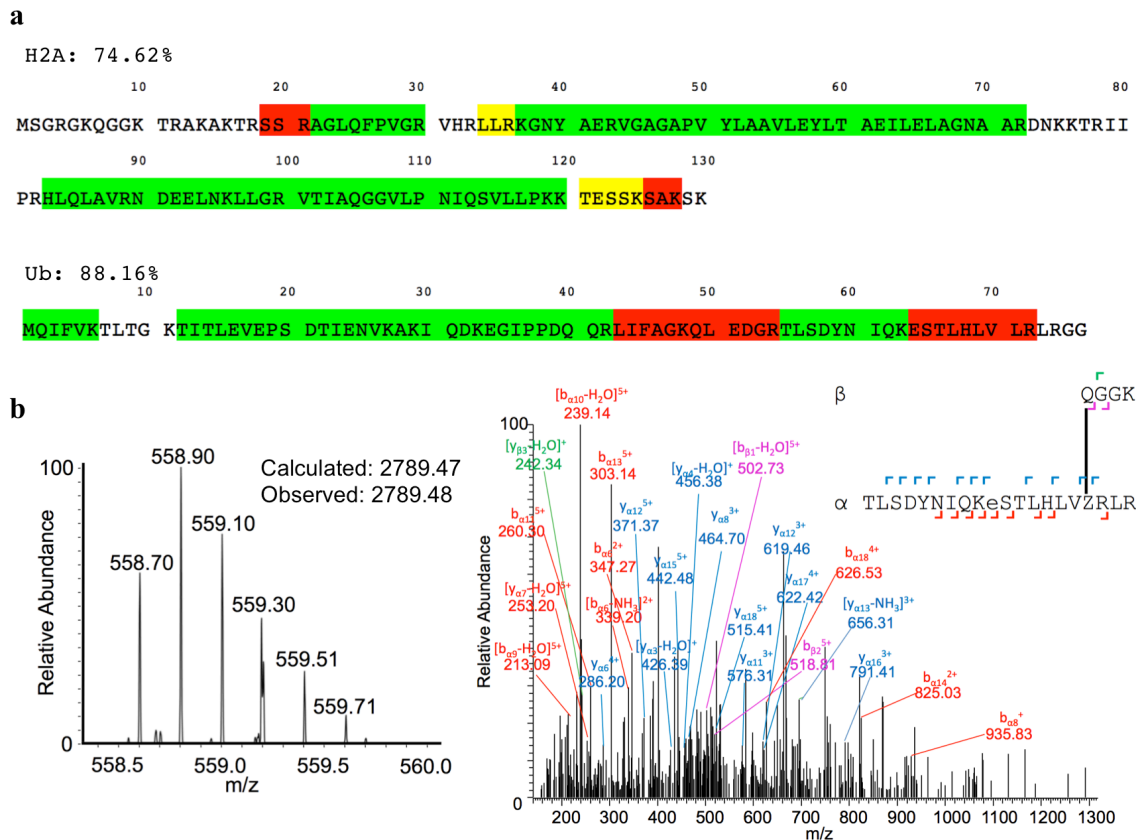 a
H2A: 74.62%
10 20 30 40 50 60 70 80
MSGRGKQGGK TRAKAKTRSS RAGLQFPVGR VHRLLRKGNY AERVGAGAPV YLAAVLEYLT AEILELAGNA ARDNKKTRII
90 100 110 120 130
PRHLQLAVRN DEELNKLLGR VTIAQGGVLP NIQSVLLPKK TESSKSAKSK
Ub: 88.16%
10 20 30 40 50 60 70
MQIFVKTLTG KTITLEVEPS DTIENVKAKI QDKEGIPPDQ QRLIFAGKQL EDGRTLSDYN IQKESTLHLV LRLRGG
b
100
0
Relative Abundance
558.70
558.90
559.10
559.30
559.51
559.71
Calculated: 2789.47
Observed: 2789.48
558.5 559.0 559.5 560.0
m/z
100
0
Relative Abundance
[bα10-H2O]5+
239.14
[yβ3-H2O]+
242.34
bα13 5+
303.14
bα11 5+
260.30
yα12 5+
371.37
bα6 2+
347.27
[yα7-H2O]5+
253.20
[bα6-NH3]2+
339.20
[bα9-H2O]5+
213.09
yα6 4+
286.20
[yα3-H2O]+
426.39
yα15 5+
442.48
[yα4-H2O]+
456.38
yα8 3+
464.70
[bβ1-H2O]5+
502.73
yα18 5+
515.41
bβ2 5+
518.81
yα11 3+
576.31
yα12 3+
619.46
yα17 4+
622.42
bα18 4+
626.53
[yα13-NH3]3+
656.31
yα16 3+
791.41
bα14 2+
825.03
bα8 +
935.83
β QGGK
α TLSDYNIQKeSTLHLVZRLR
200 300 400 500 600 700 800 900 1000 1100 1200 1300
m/z